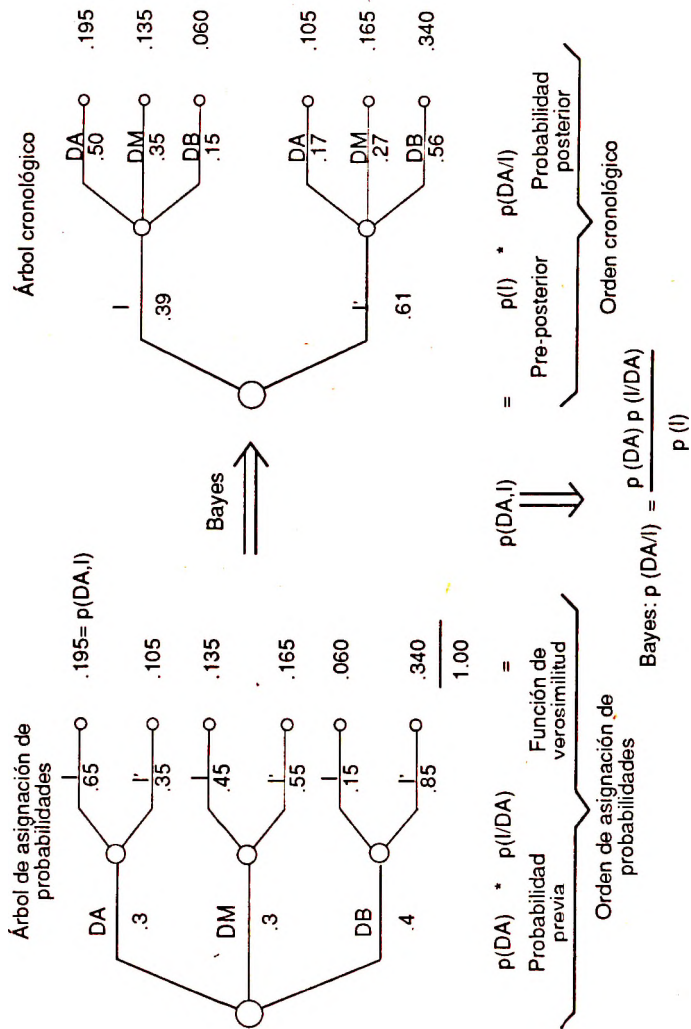 Árbol de asignación de
probabilidades
DA
.3
DM
.3
DB
.4
I
.65
I'
.35
I
.45
I'
.55
I
.15
I'
.85
.195= p(DA,I)
.105
.135
.165
.060
.340
1.00
Bayes
Árbol cronológico
I
.39
I'
.61
DA
.50
DM
.35
DB
.15
DA
.17
DM
.27
DB
.56
.195
.135
.060
.105
.165
.340
p(DA) * p(I/DA) = p(DA,I) = p(I) * p(DA/I)
Probabilidad
previa
Función de
verosimilitud
Pre-posterior
Probabilidad
posterior
Orden de asignación de
probabilidades
Orden cronológico
Bayes: p (DA/I) = p (DA) p (I/DA)
p (I)